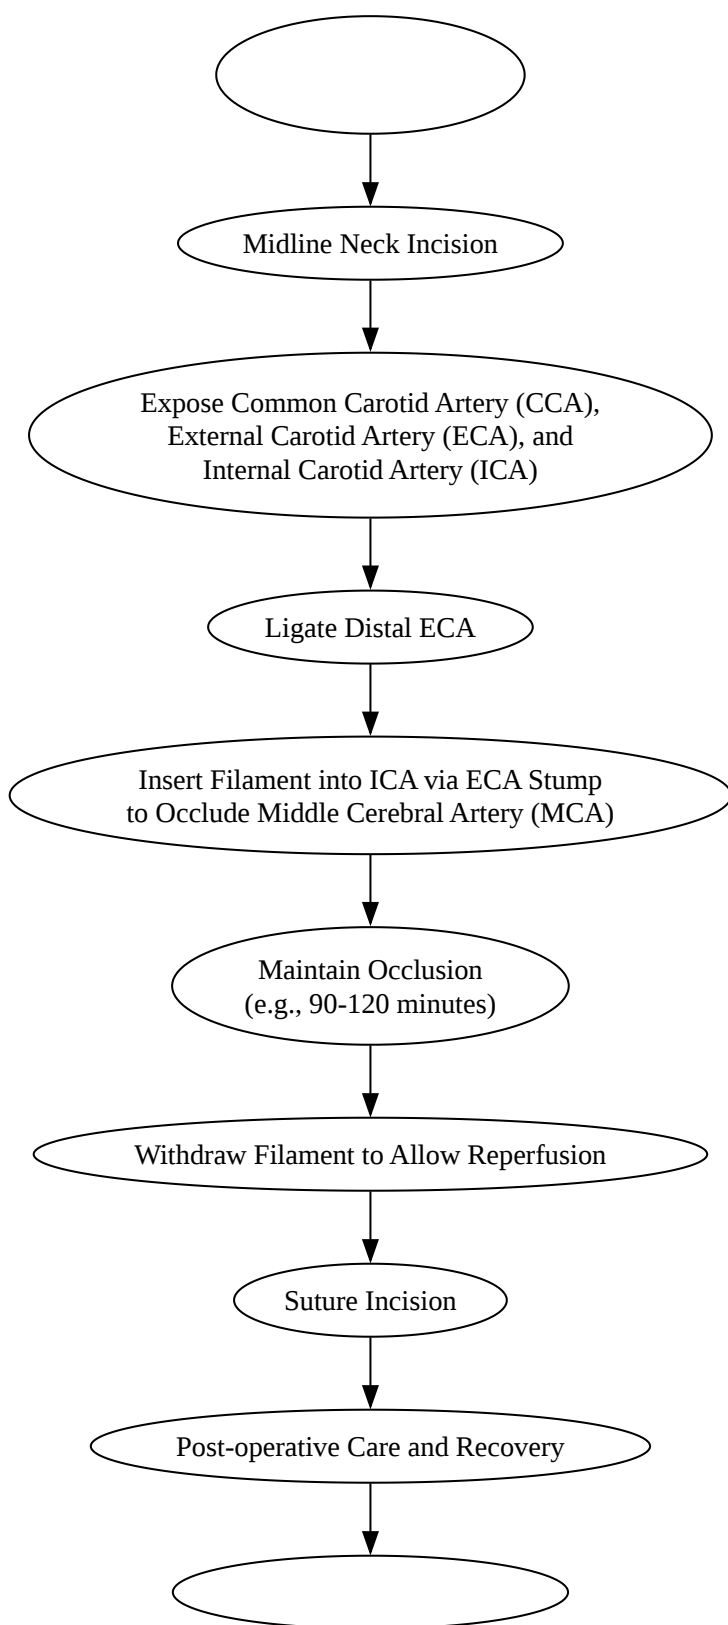 Midline Neck Incision
Expose Common Carotid Artery (CCA),
External Carotid Artery (ECA), and
Internal Carotid Artery (ICA)
Ligate Distal ECA
Insert Filament into ICA via ECA Stump
to Occlude Middle Cerebral Artery (MCA)
Maintain Occlusion
(e.g., 90-120 minutes)
Withdraw Filament to Allow Reperfusion
Suture Incision
Post-operative Care and Recovery